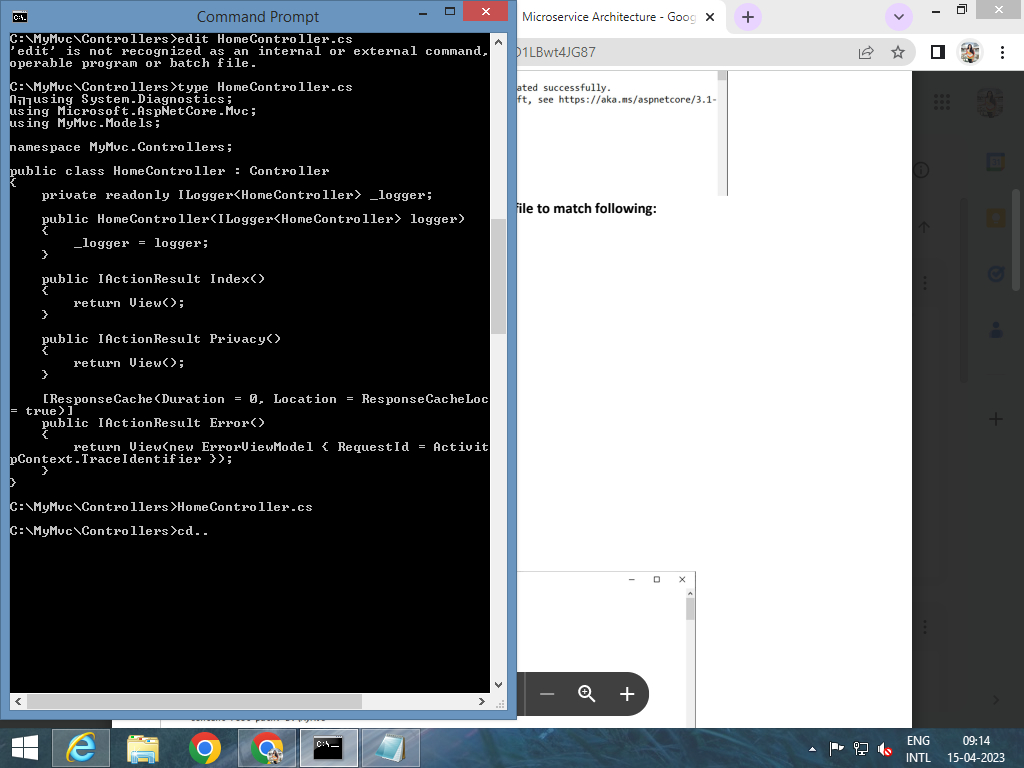 Command Prompt
C:\MyMvc\Controllers>edit HomeController.cs
'edit' is not recognized as an internal or external command,
operable program or batch file.
C:\MyMvc\Controllers>type HomeController.cs
using System.Diagnostics;
using Microsoft.AspNetCore.Mvc;
using MyMvc.Models;
namespace MyMvc.Controllers;
public class HomeController : Controller
{
private readonly ILogger<HomeController> _logger;
public HomeController(ILogger<HomeController> logger)
{
_logger = logger;
}
public IActionResult Index()
{
return View();
}
public IActionResult Privacy()
{
return View();
}
[ResponseCache(Duration = 0, Location = ResponseCacheLoc
= true)]
public IActionResult Error()
{
return View(new ErrorViewModel { RequestId = Activit
pContext.TraceIdentifier });
}
}
C:\MyMvc\Controllers>HomeController.cs
C:\MyMvc\Controllers>cd..
Microservice Architecture - Goog
D1LBwt4JG87
ated successfully.
ft, see https://aka.ms/aspnetcore/3.1-
file to match following:
ENG
INTL
09:14
15-04-2023